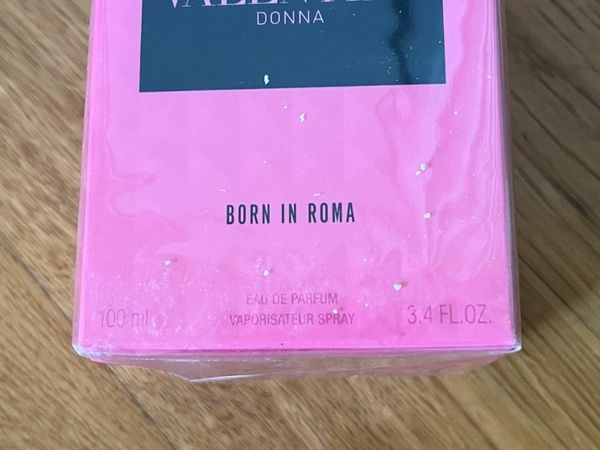 DONNA
BORN IN ROMA
EAU DE PARFUM
100 ml VAPORISATEUR SPRAY 3.4 FL.OZ.